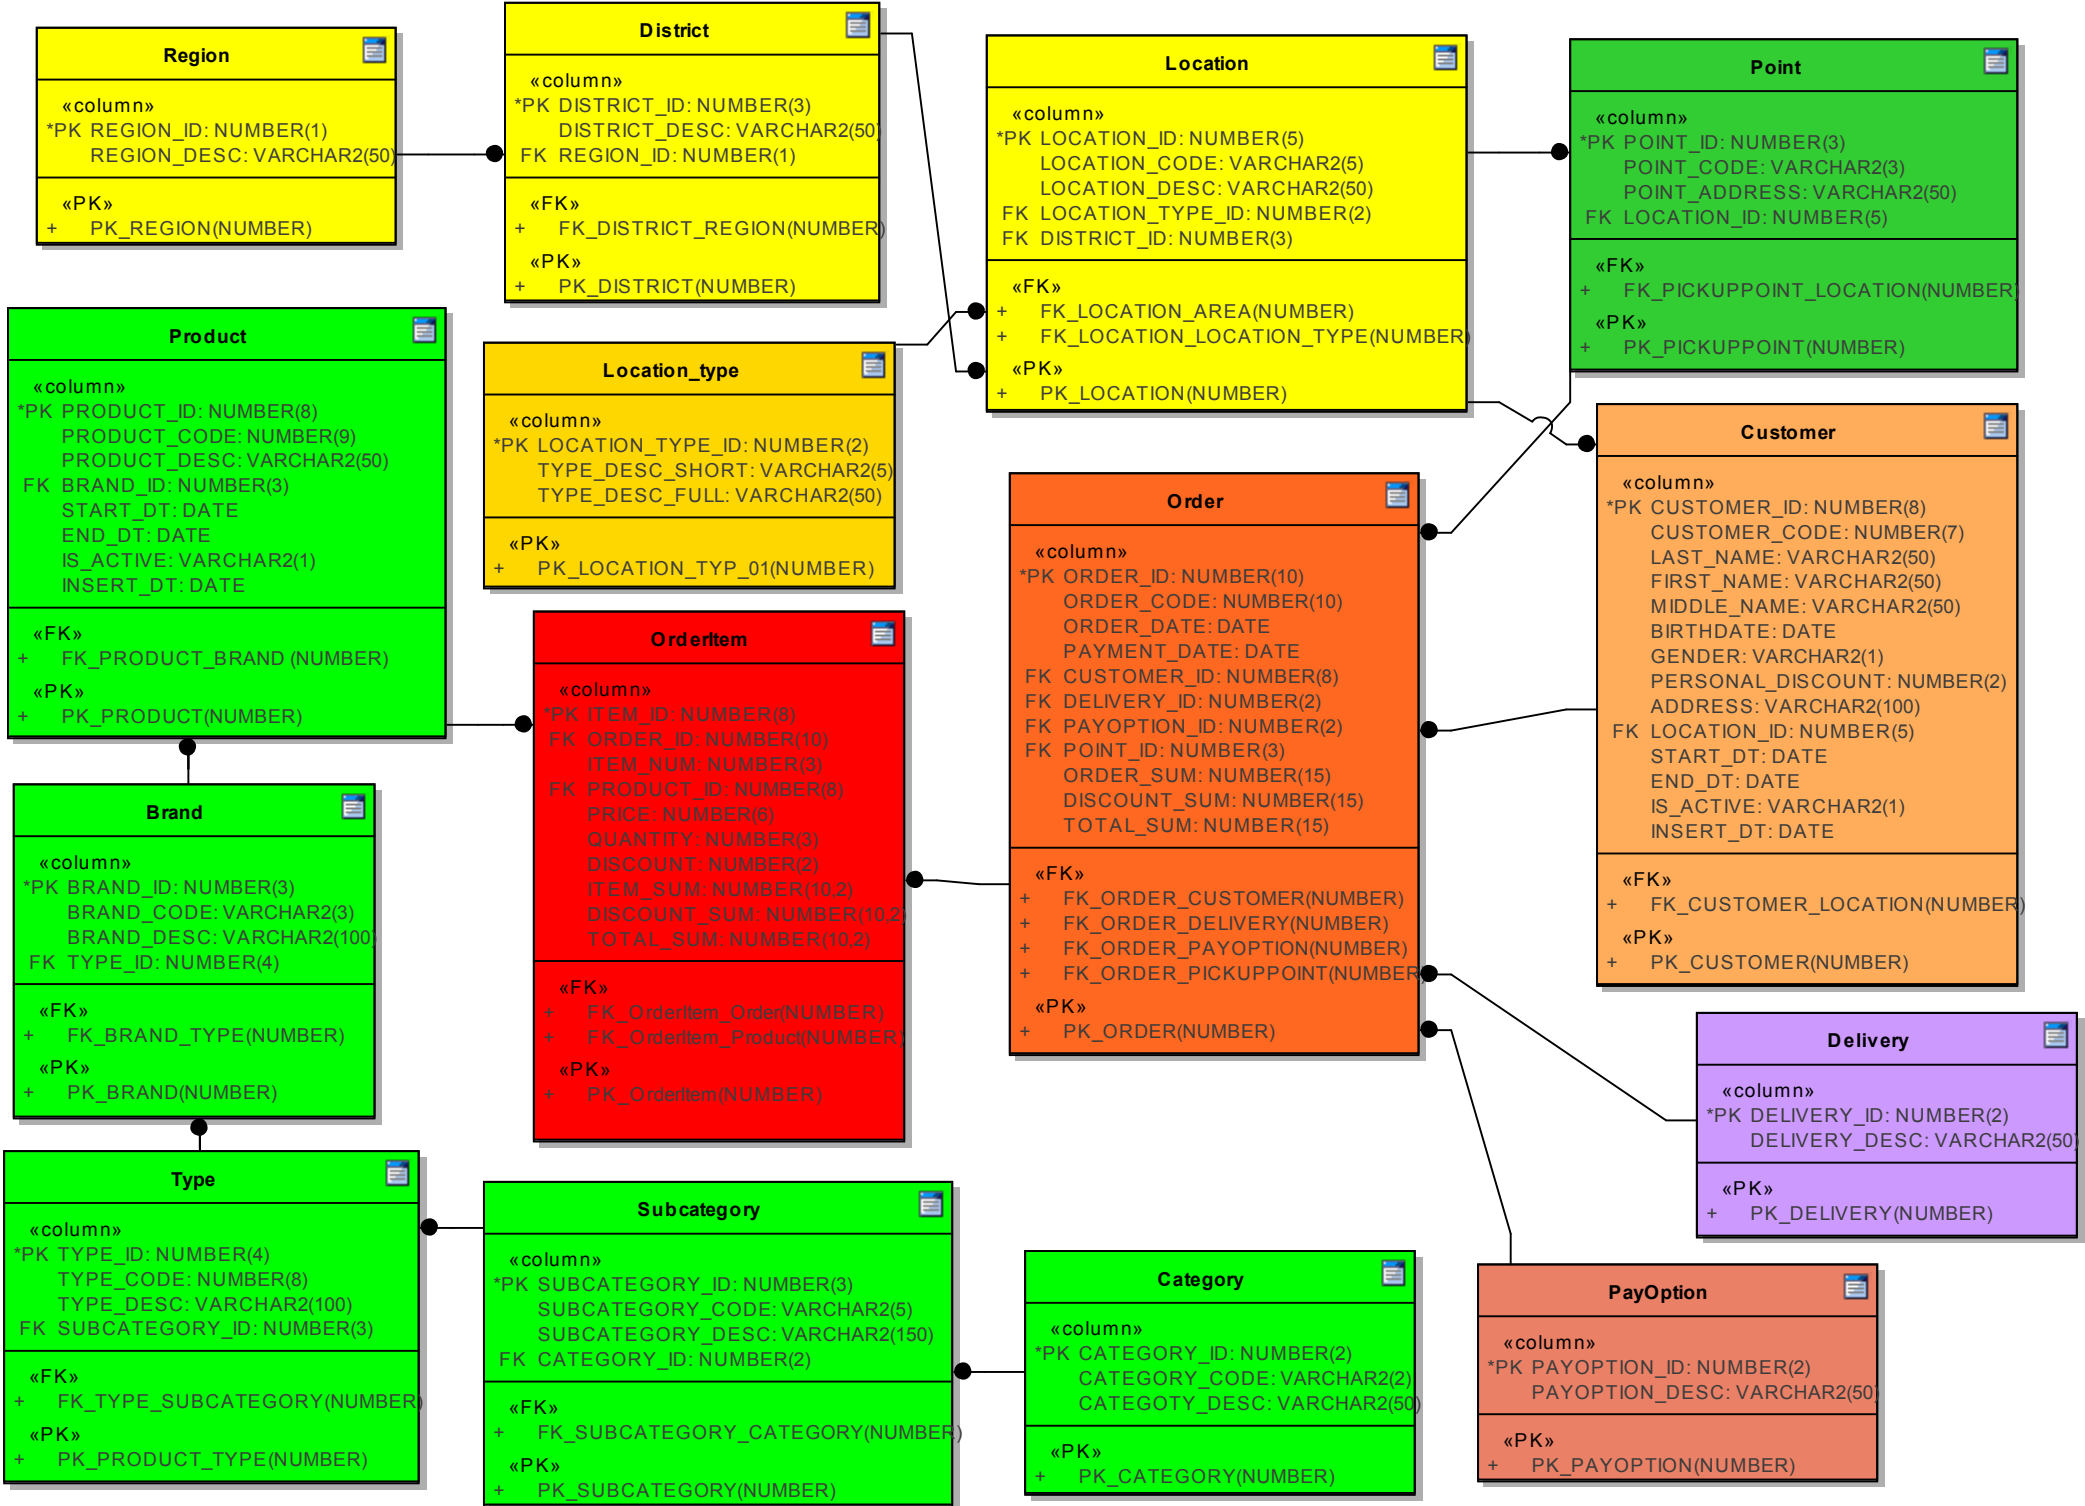 Region
«column»
*PK REGION_ID: NUMBER(1)
REGION_DESC: VARCHAR2(50)
«PK»
+ PK_REGION(NUMBER)
District
«column»
*PK DISTRICT_ID: NUMBER(3)
DISTRICT_DESC: VARCHAR2(50)
FK REGION_ID: NUMBER(1)
«FK»
+ FK_DISTRICT_REGION(NUMBER)
«PK»
+ PK_DISTRICT(NUMBER)
Location
«column»
*PK LOCATION_ID: NUMBER(5)
LOCATION_CODE: VARCHAR2(5)
LOCATION_DESC: VARCHAR2(50)
FK LOCATION_TYPE_ID: NUMBER(2)
FK DISTRICT_ID: NUMBER(3)
«FK»
+ FK_LOCATION_AREA(NUMBER)
+ FK_LOCATION_LOCATION_TYPE(NUMBER)
«PK»
+ PK_LOCATION(NUMBER)
Point
«column»
*PK POINT_ID: NUMBER(3)
POINT_CODE: VARCHAR2(3)
POINT_ADDRESS: VARCHAR2(50)
FK LOCATION_ID: NUMBER(5)
«FK»
+ FK_PICKUPPOINT_LOCATION(NUMBER)
«PK»
+ PK_PICKUPPOINT(NUMBER)
Product
«column»
*PK PRODUCT_ID: NUMBER(8)
PRODUCT_CODE: NUMBER(9)
PRODUCT_DESC: VARCHAR2(50)
FK BRAND_ID: NUMBER(3)
START_DT: DATE
END_DT: DATE
IS_ACTIVE: VARCHAR2(1)
INSERT_DT: DATE
«FK»
+ FK_PRODUCT_BRAND (NUMBER)
«PK»
+ PK_PRODUCT(NUMBER)
Location_type
«column»
*PK LOCATION_TYPE_ID: NUMBER(2)
TYPE_DESC_SHORT: VARCHAR2(5)
TYPE_DESC_FULL: VARCHAR2(50)
«PK»
+ PK_LOCATION_TYP_01(NUMBER)
Customer
«column»
*PK CUSTOMER_ID: NUMBER(8)
CUSTOMER_CODE: NUMBER(7)
LAST_NAME: VARCHAR2(50)
FIRST_NAME: VARCHAR2(50)
MIDDLE_NAME: VARCHAR2(50)
BIRTHDATE: DATE
GENDER: VARCHAR2(1)
PERSONAL_DISCOUNT: NUMBER(2)
ADDRESS: VARCHAR2(100)
FK LOCATION_ID: NUMBER(5)
START_DT: DATE
END_DT: DATE
IS_ACTIVE: VARCHAR2(1)
INSERT_DT: DATE
«FK»
+ FK_CUSTOMER_LOCATION(NUMBER)
«PK»
+ PK_CUSTOMER(NUMBER)
Order
«column»
*PK ORDER_ID: NUMBER(10)
ORDER_CODE: NUMBER(10)
ORDER_DATE: DATE
PAYMENT_DATE: DATE
FK CUSTOMER_ID: NUMBER(8)
FK DELIVERY_ID: NUMBER(2)
FK PAYOPTION_ID: NUMBER(2)
FK POINT_ID: NUMBER(3)
ORDER_SUM: NUMBER(15)
DISCOUNT_SUM: NUMBER(15)
TOTAL_SUM: NUMBER(15)
«FK»
+ FK_ORDER_CUSTOMER(NUMBER)
+ FK_ORDER_DELIVERY(NUMBER)
+ FK_ORDER_PAYOPTION(NUMBER)
+ FK_ORDER_PICKUPPOINT(NUMBER)
«PK»
+ PK_ORDER(NUMBER)
OrderItem
«column»
*PK ITEM_ID: NUMBER(8)
FK ORDER_ID: NUMBER(10)
ITEM_NUM: NUMBER(3)
FK PRODUCT_ID: NUMBER(8)
PRICE: NUMBER(6)
QUANTITY: NUMBER(3)
DISCOUNT: NUMBER(2)
ITEM_SUM: NUMBER(10,2)
DISCOUNT_SUM: NUMBER(10,2)
TOTAL_SUM: NUMBER(10,2)
«FK»
+ FK_OrderItem_Order(NUMBER)
+ FK_OrderItem_Product(NUMBER)
«PK»
+ PK_OrderItem(NUMBER)
Brand
«column»
*PK BRAND_ID: NUMBER(3)
BRAND_CODE: VARCHAR2(3)
BRAND_DESC: VARCHAR2(100)
FK TYPE_ID: NUMBER(4)
«FK»
+ FK_BRAND_TYPE(NUMBER)
«PK»
+ PK_BRAND(NUMBER)
Delivery
«column»
*PK DELIVERY_ID: NUMBER(2)
DELIVERY_DESC: VARCHAR2(50)
«PK»
+ PK_DELIVERY(NUMBER)
Type
«column»
*PK TYPE_ID: NUMBER(4)
TYPE_CODE: NUMBER(8)
TYPE_DESC: VARCHAR2(100)
FK SUBCATEGORY_ID: NUMBER(3)
«FK»
+ FK_TYPE_SUBCATEGORY(NUMBER)
«PK»
+ PK_PRODUCT_TYPE(NUMBER)
Subcategory
«column»
*PK SUBCATEGORY_ID: NUMBER(3)
SUBCATEGORY_CODE: VARCHAR2(5)
SUBCATEGORY_DESC: VARCHAR2(150)
FK CATEGORY_ID: NUMBER(2)
«FK»
+ FK_SUBCATEGORY_CATEGORY(NUMBER)
«PK»
+ PK_SUBCATEGORY(NUMBER)
Category
«column»
*PK CATEGORY_ID: NUMBER(2)
CATEGORY_CODE: VARCHAR2(2)
CATEGOTY_DESC: VARCHAR2(50)
«PK»
+ PK_CATEGORY(NUMBER)
PayOption
«column»
*PK PAYOPTION_ID: NUMBER(2)
PAYOPTION_DESC: VARCHAR2(50)
«PK»
+ PK_PAYOPTION(NUMBER)